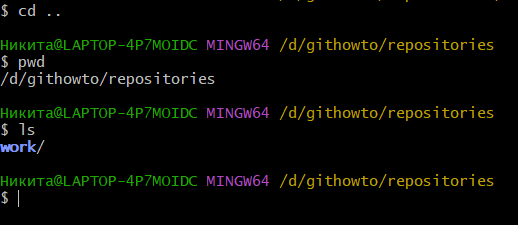 $ cd ..
Никита@LAPTOP-4P7MOIDC MINGW64 /d/githowto/repositories
$ pwd
/d/githowto/repositories
Никита@LAPTOP-4P7MOIDC MINGW64 /d/githowto/repositories
$ ls
work/
Никита@LAPTOP-4P7MOIDC MINGW64 /d/githowto/repositories
$